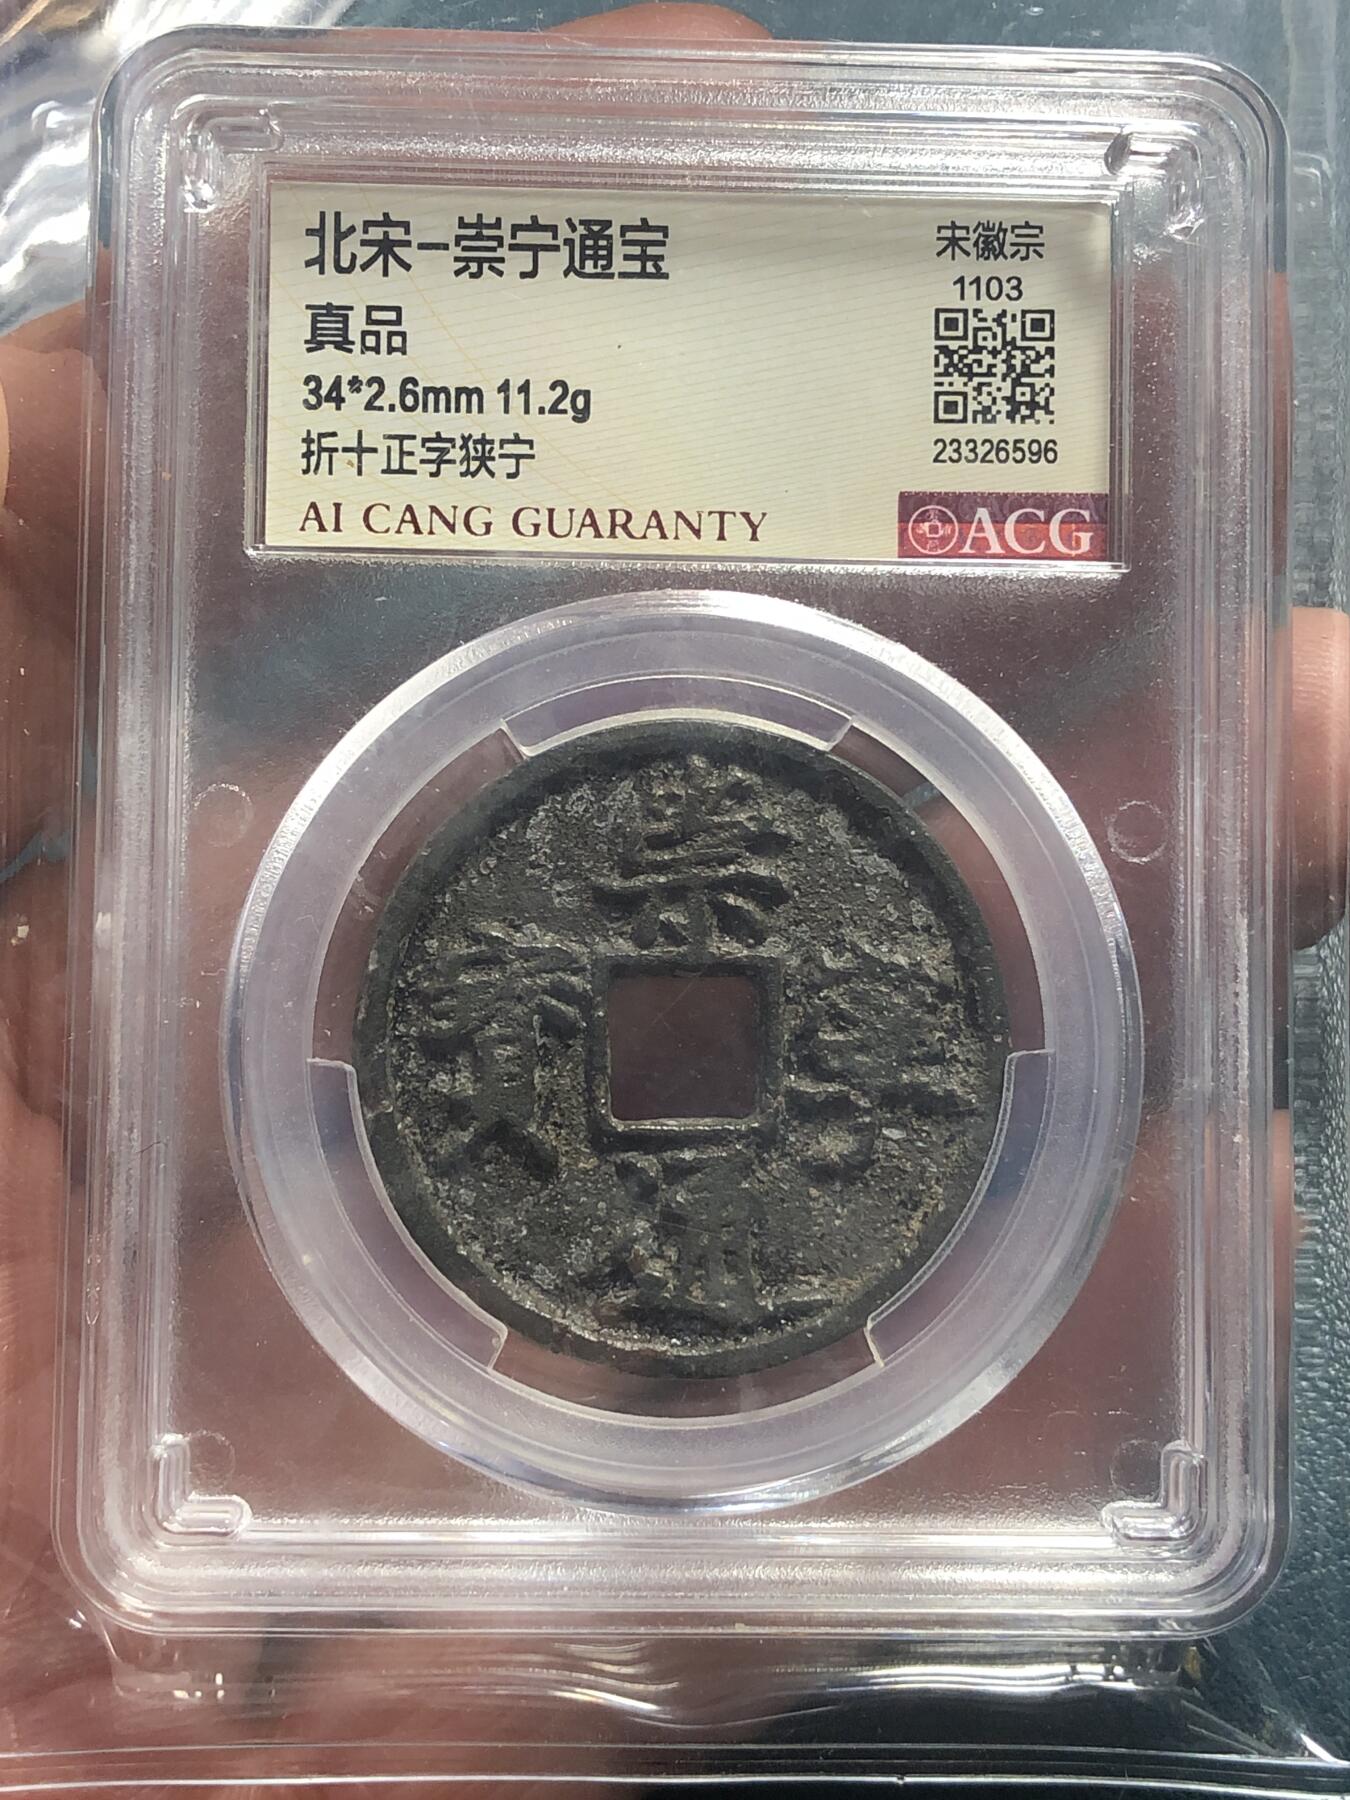 北宋-崇宁通宝
真品
34*2.6mm 11.2g
折十正字狭宁
AI CANG GUARANTY
宋徽宗
1103
23326596
ACG
崇
寧
通
寳